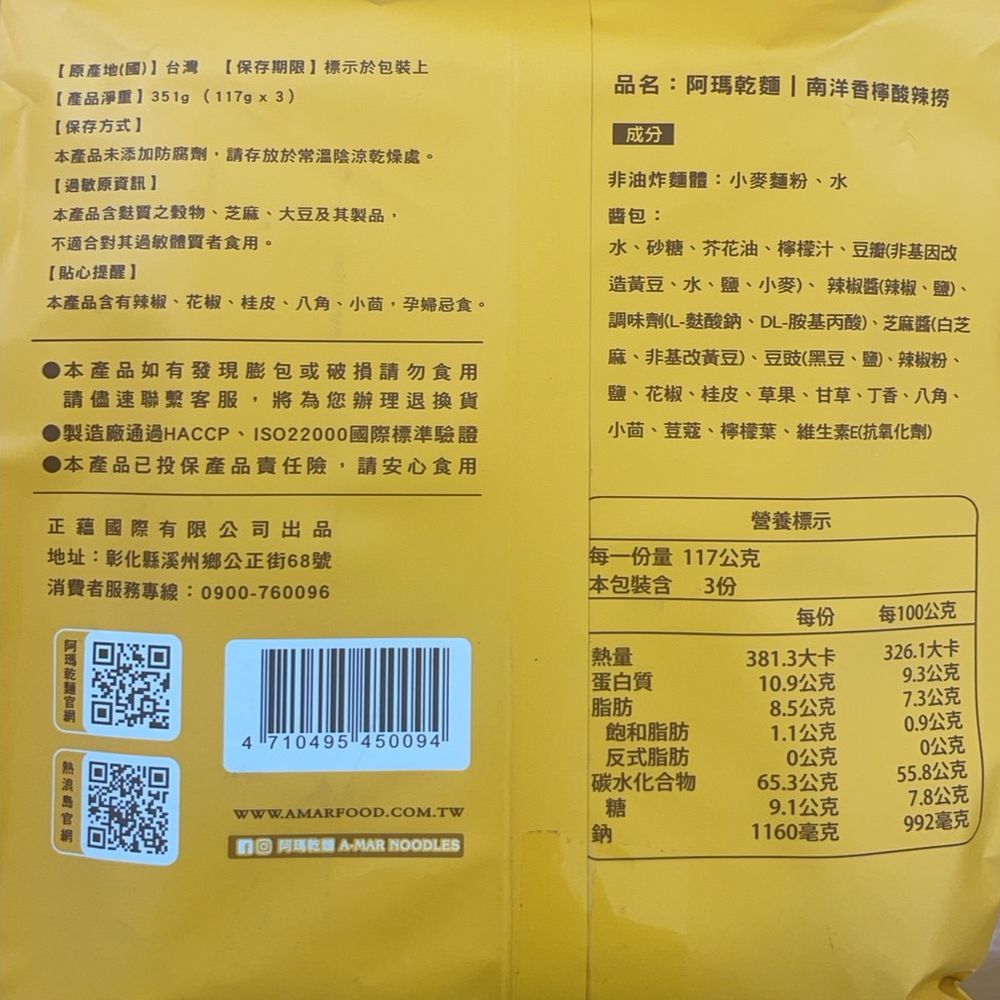 【原產地(國)】台灣 【保存期限】標示於包裝上
【產品淨重】351g （117g x 3）
【保存方式】
本產品未添加防腐劑，請存放於常溫陰涼乾燥處。
【過敏原資訊】
本產品含麩質之穀物、芝麻、大豆及其製品，
不適合對其過敏體質者食用。
【貼心提醒】
本產品含有辣椒、花椒、桂皮、八角、小茴，孕婦忌食。
●本產品如有發現膨包或破損請勿食用
請儘速聯繫客服，將為您辦理退換貨
●製造廠通過HACCP、ISO22000國際標準驗證
●本產品已投保產品責任險，請安心食用
正蘊國際有限公司出品
地址：彰化縣溪州鄉公正街68號
消費者服務專線：0900-760096
阿瑪乾麵官網
熱浪島官網
4 710495 450094
WWW.AMARFOOD.COM.TW
阿瑪乾麵 A-MAR NOODLES
品名：阿瑪乾麵｜南洋香檸酸辣撈
成分
非油炸麵體：小麥麵粉、水
醬包：
水、砂糖、芥花油、檸檬汁、豆瓣(非基因改
造黃豆、水、鹽、小麥)、辣椒醬(辣椒、鹽)、
調味劑(L-麩酸鈉、DL-胺基丙酸)、芝麻醬(白芝
麻、非基改黃豆)、豆豉(黑豆、鹽)、辣椒粉、
鹽、花椒、桂皮、草果、甘草、丁香、八角、
小茴、荳蔻、檸檬葉、維生素E(抗氧化劑)
營養標示
每一份量 117公克
本包裝含 3份
每份 每100公克
熱量 381.3大卡 326.1大卡
蛋白質 10.9公克 9.3公克
脂肪 8.5公克 7.3公克
飽和脂肪 1.1公克 0.9公克
反式脂肪 0公克 0公克
碳水化合物 65.3公克 55.8公克
糖 9.1公克 7.8公克
鈉 1160毫克 992毫克